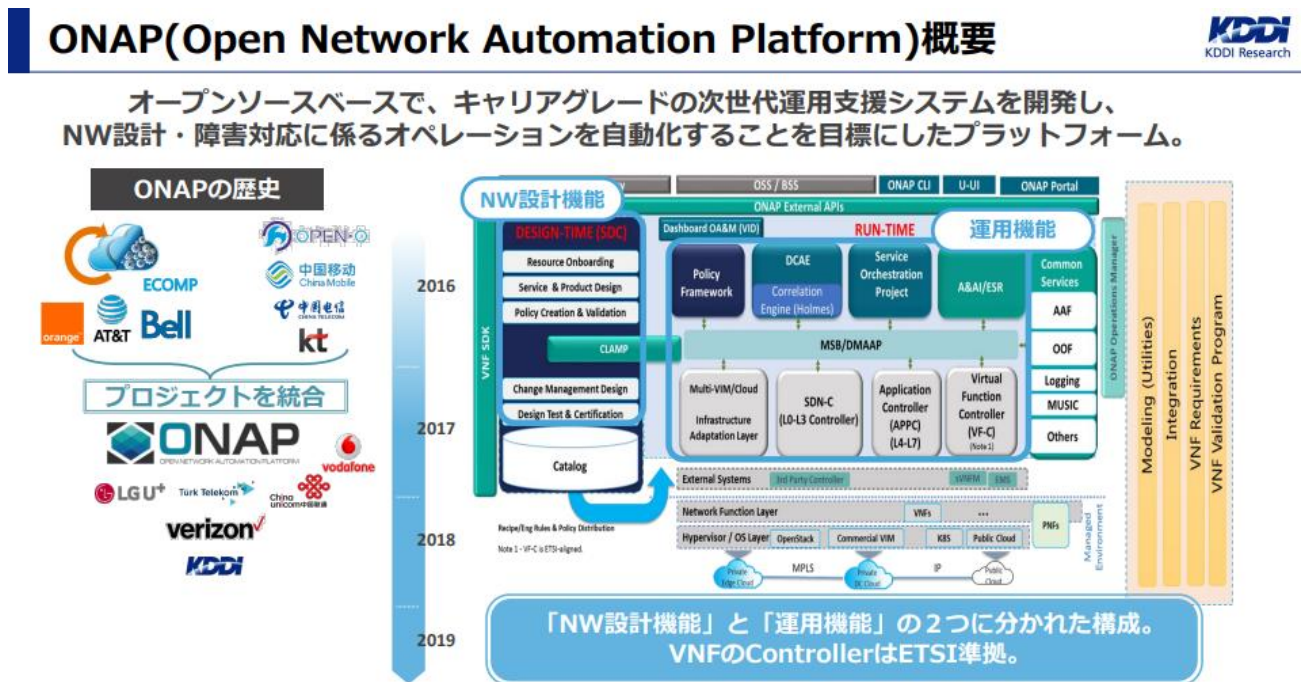 ONAP(Open Network Automation Platform)概要
KDDI
KDDI Research
オープンソースベースで、キャリアグレードの次世代運用支援システムを開発し、
NW設計・障害対応に係るオペレーションを自動化することを目標にしたプラットフォーム。
ONAPの歴史
ECOMP
OPEN-O
中国移动
China Mobile
中国电信
CHINA TELECOM
orange
AT&T
Bell
kt
プロジェクトを統合
ONAP
OPEN NETWORK AUTOMATION PLATFORM
vodafone
LG U+
Türk Telekom
China
unicom中国联通
verizon
KDDI
2016
2017
2018
2019
NW設計機能
OSS / BSS
ONAP CLI
U-UI
ONAP Portal
ONAP External APIs
運用機能
VNF SDK
DESIGN-TIME (SDC)
Resource Onboarding
Service & Product Design
Policy Creation & Validation
CLAMP
Change Management Design
Design Test & Certification
Catalog
Recipe/Eng Rules & Policy Distribution
Note 1 - VF-C is ETSI-aligned.
Dashboard OA&M (VID)
RUN-TIME
Policy
Framework
DCAE
Correlation
Engine (Holmes)
Service
Orchestration
Project
A&AI/ESR
MSB/DMAAP
Multi-VIM/Cloud
Infrastructure
Adaptation Layer
SDN-C
(L0-L3 Controller)
Application
Controller
(APPC)
(L4-L7)
Virtual
Function
Controller
(VF-C)
(Note 1)
Common
Services
AAF
OOF
Logging
MUSIC
Others
ONAP Operations Manager
Modeling (Utilities)
Integration
VNF Requirements
VNF Validation Program
External Systems
3rd Party Controller
sVNFM
EMS
Network Function Layer
VNFs
...
PNFs
Hypervisor / OS Layer
OpenStack
Commercial VIM
K8S
Public Cloud
Managed
Environment
Private
Edge Cloud
MPLS
Private
DC Cloud
IP
Public
Cloud
「NW設計機能」と「運用機能」の２つに分かれた構成。
VNFのControllerはETSI準拠。